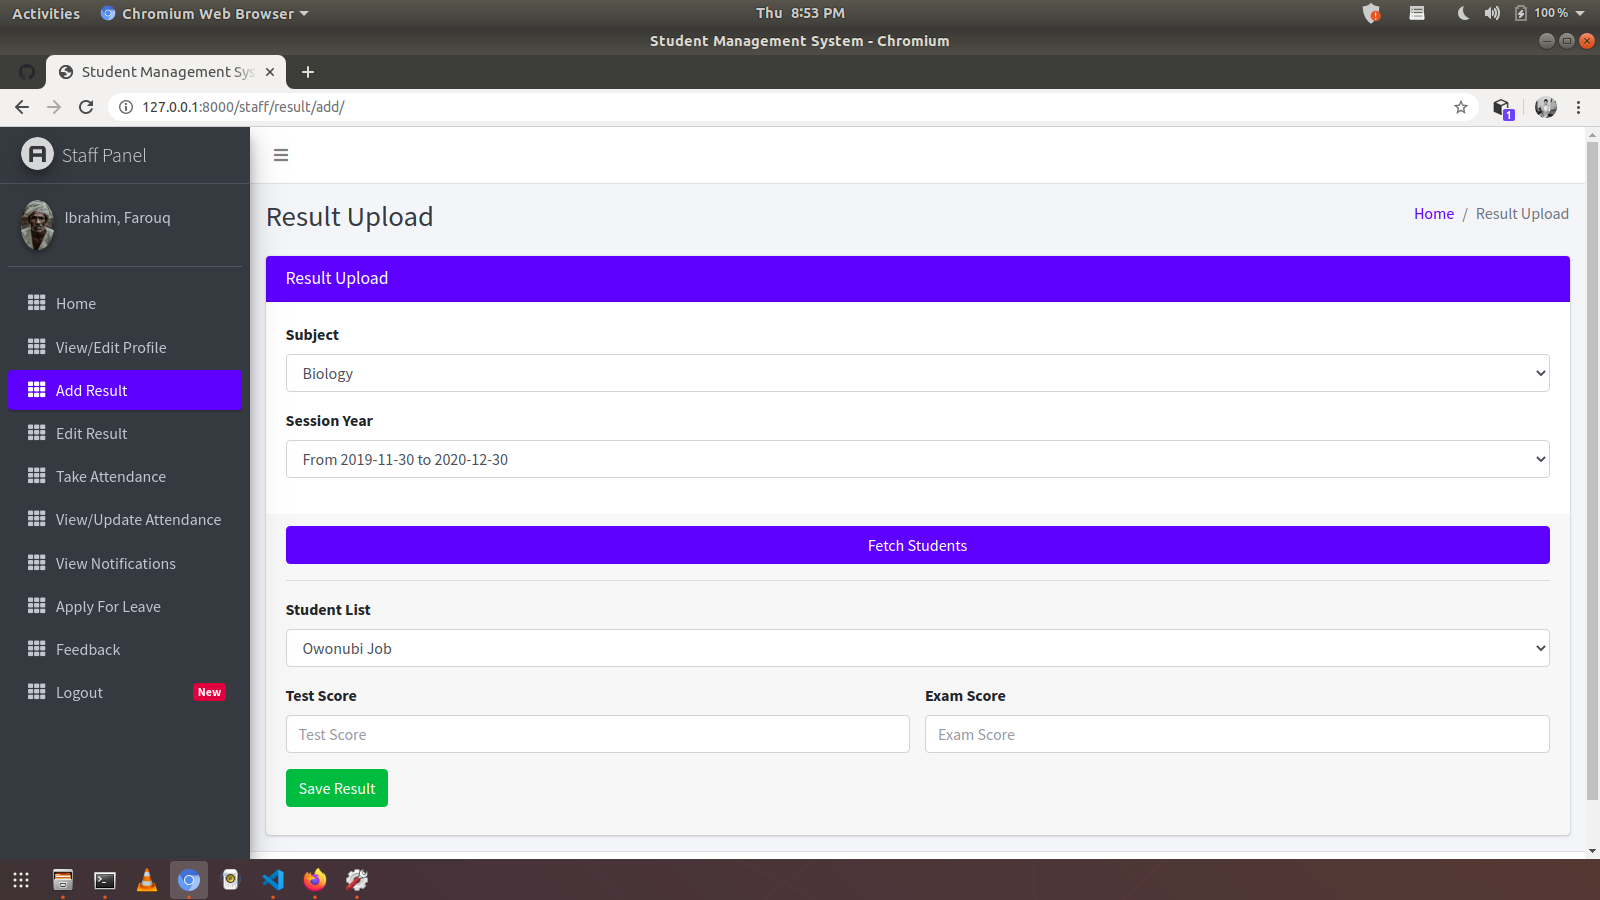 Activities Chromium Web Browser Thu 8:53 PM 100 %
Student Management System - Chromium
Student Management Sys
127.0.0.1:8000/staff/result/add/
1
Staff Panel
Ibrahim, Farouq
Home
View/Edit Profile
Add Result
Edit Result
Take Attendance
View/Update Attendance
View Notifications
Apply For Leave
Feedback
Logout New
Result Upload
Home / Result Upload
Result Upload
Subject
Biology
Session Year
From 2019-11-30 to 2020-12-30
Fetch Students
Student List
Owonubi Job
Test Score Exam Score
Test Score Exam Score
Save Result